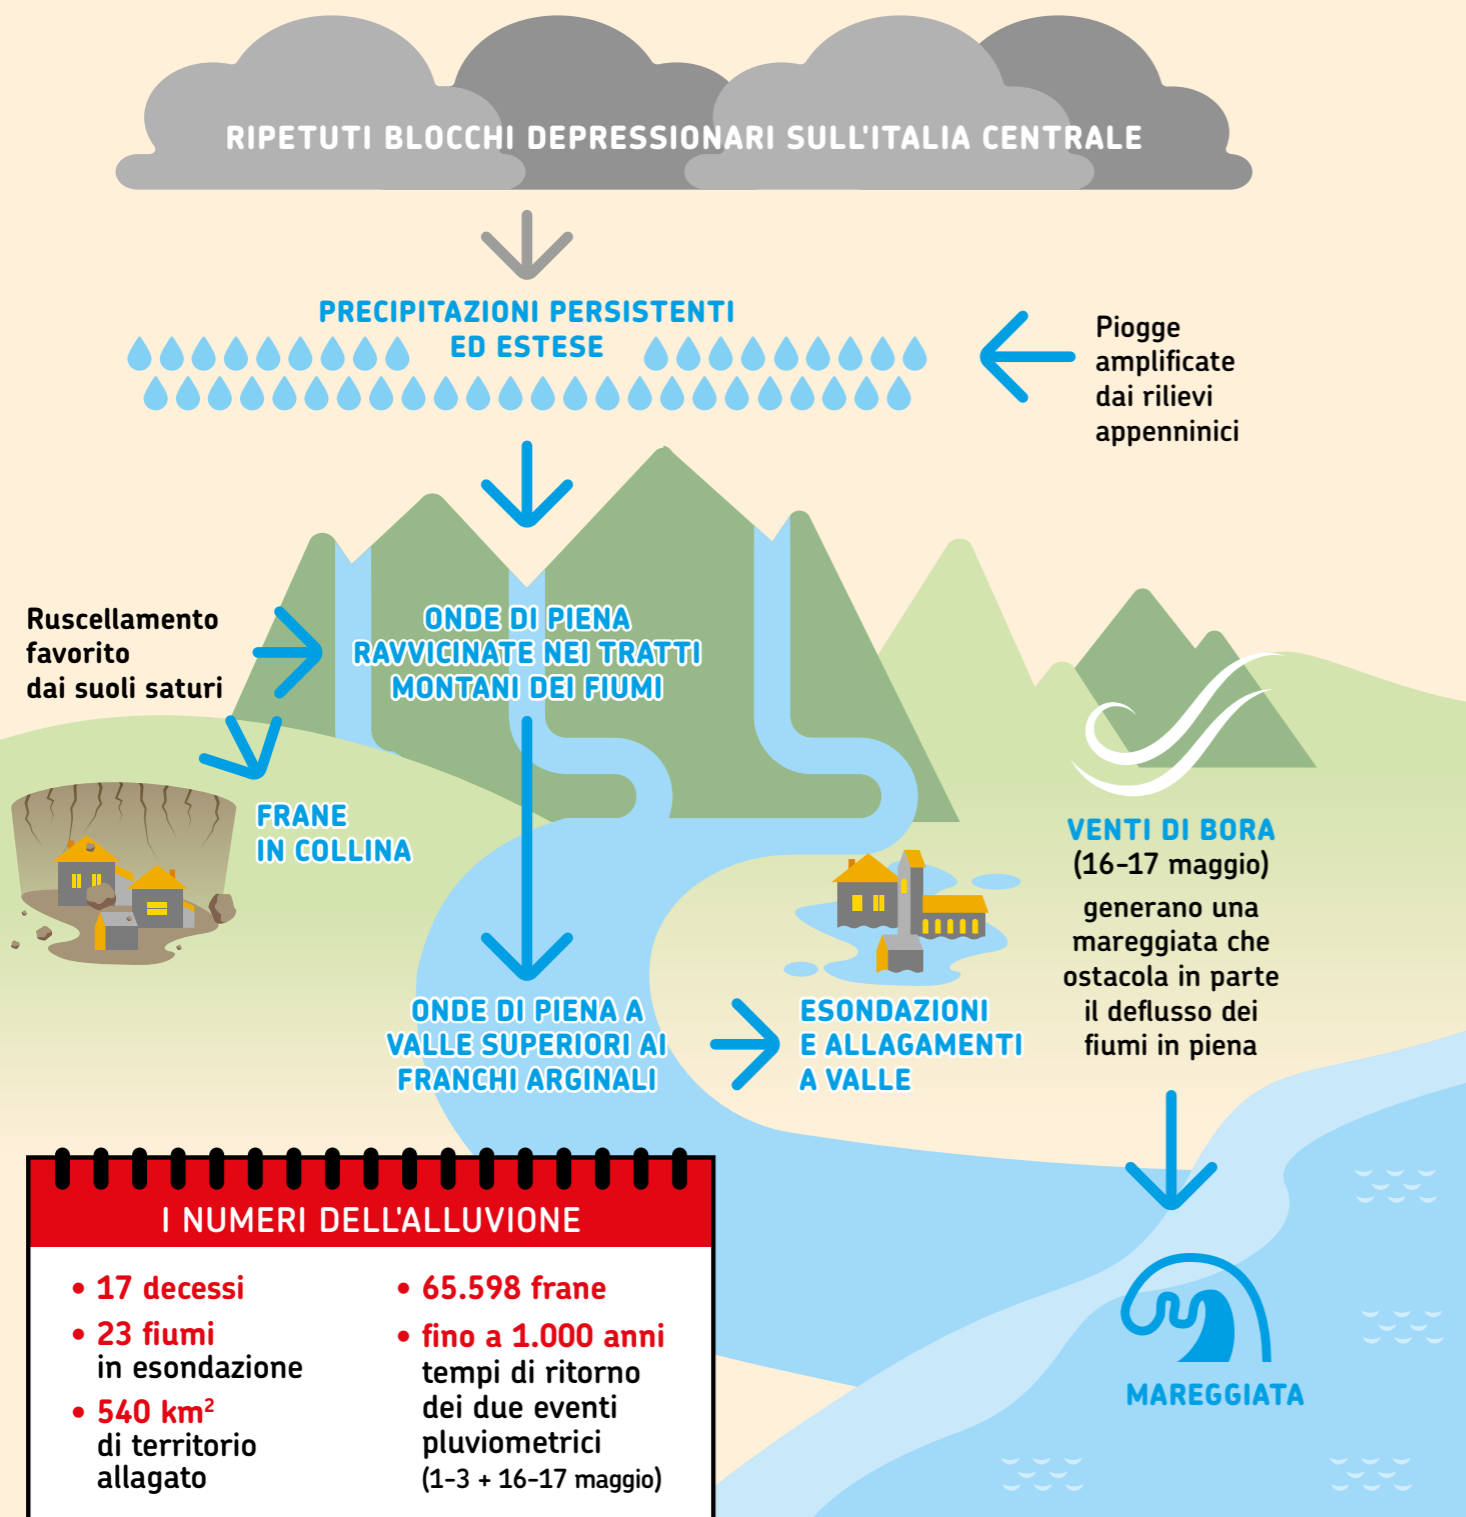 RIPETUTI BLOCCHI DEPRESSIONARI SULL'ITALIA CENTRALE
PRECIPITAZIONI PERSISTENTI
ED ESTESE
Piogge
amplificate
dai rilievi
appenninici
Ruscellamento
favorito
dai suoli saturi
ONDE DI PIENA
RAVVICINATE NEI TRATTI
MONTANI DEI FIUMI
FRANE
IN COLLINA
VENTI DI BORA
(16-17 maggio)
generano una
mareggiata che
ostacola in parte
il deflusso dei
fiumi in piena
ONDE DI PIENA A
VALLE SUPERIORI AI
FRANCHI ARGINALI
ESONDAZIONI
E ALLAGAMENTI
A VALLE
MAREGGIATA
I NUMERI DELL'ALLUVIONE
• 17 decessi
• 23 fiumi
in esondazione
• 540 km²
di territorio
allagato
• 65.598 frane
• fino a 1.000 anni
tempi di ritorno
dei due eventi
pluviometrici
(1-3 + 16-17 maggio)